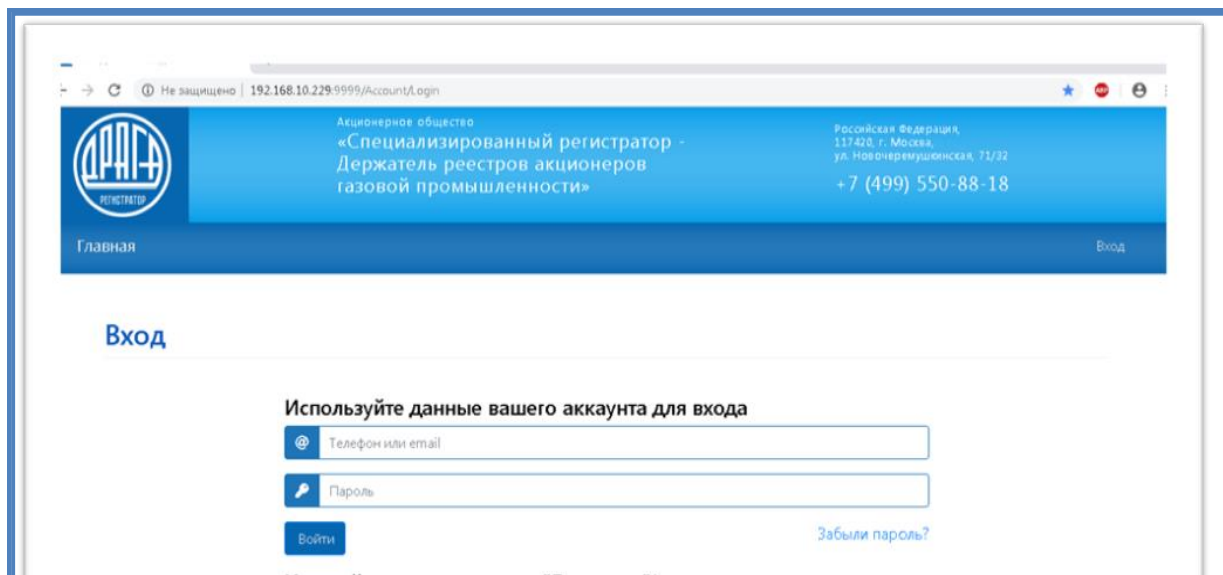 Не защищено | 192.168.10.229:9999/Account/Login
ABP
ДРАГА
РЕГИСТРАТОР
Акционерное общество
«Специализированный регистратор -
Держатель реестров акционеров
газовой промышленности»
Российская Федерация,
117420, г. Москва,
ул. Новочеремушкинская, 71/32
+7 (499) 550-88-18
Главная
Вход
Вход
Используйте данные вашего аккаунта для входа
@ Телефон или email
Пароль
Войти
Забыли пароль?